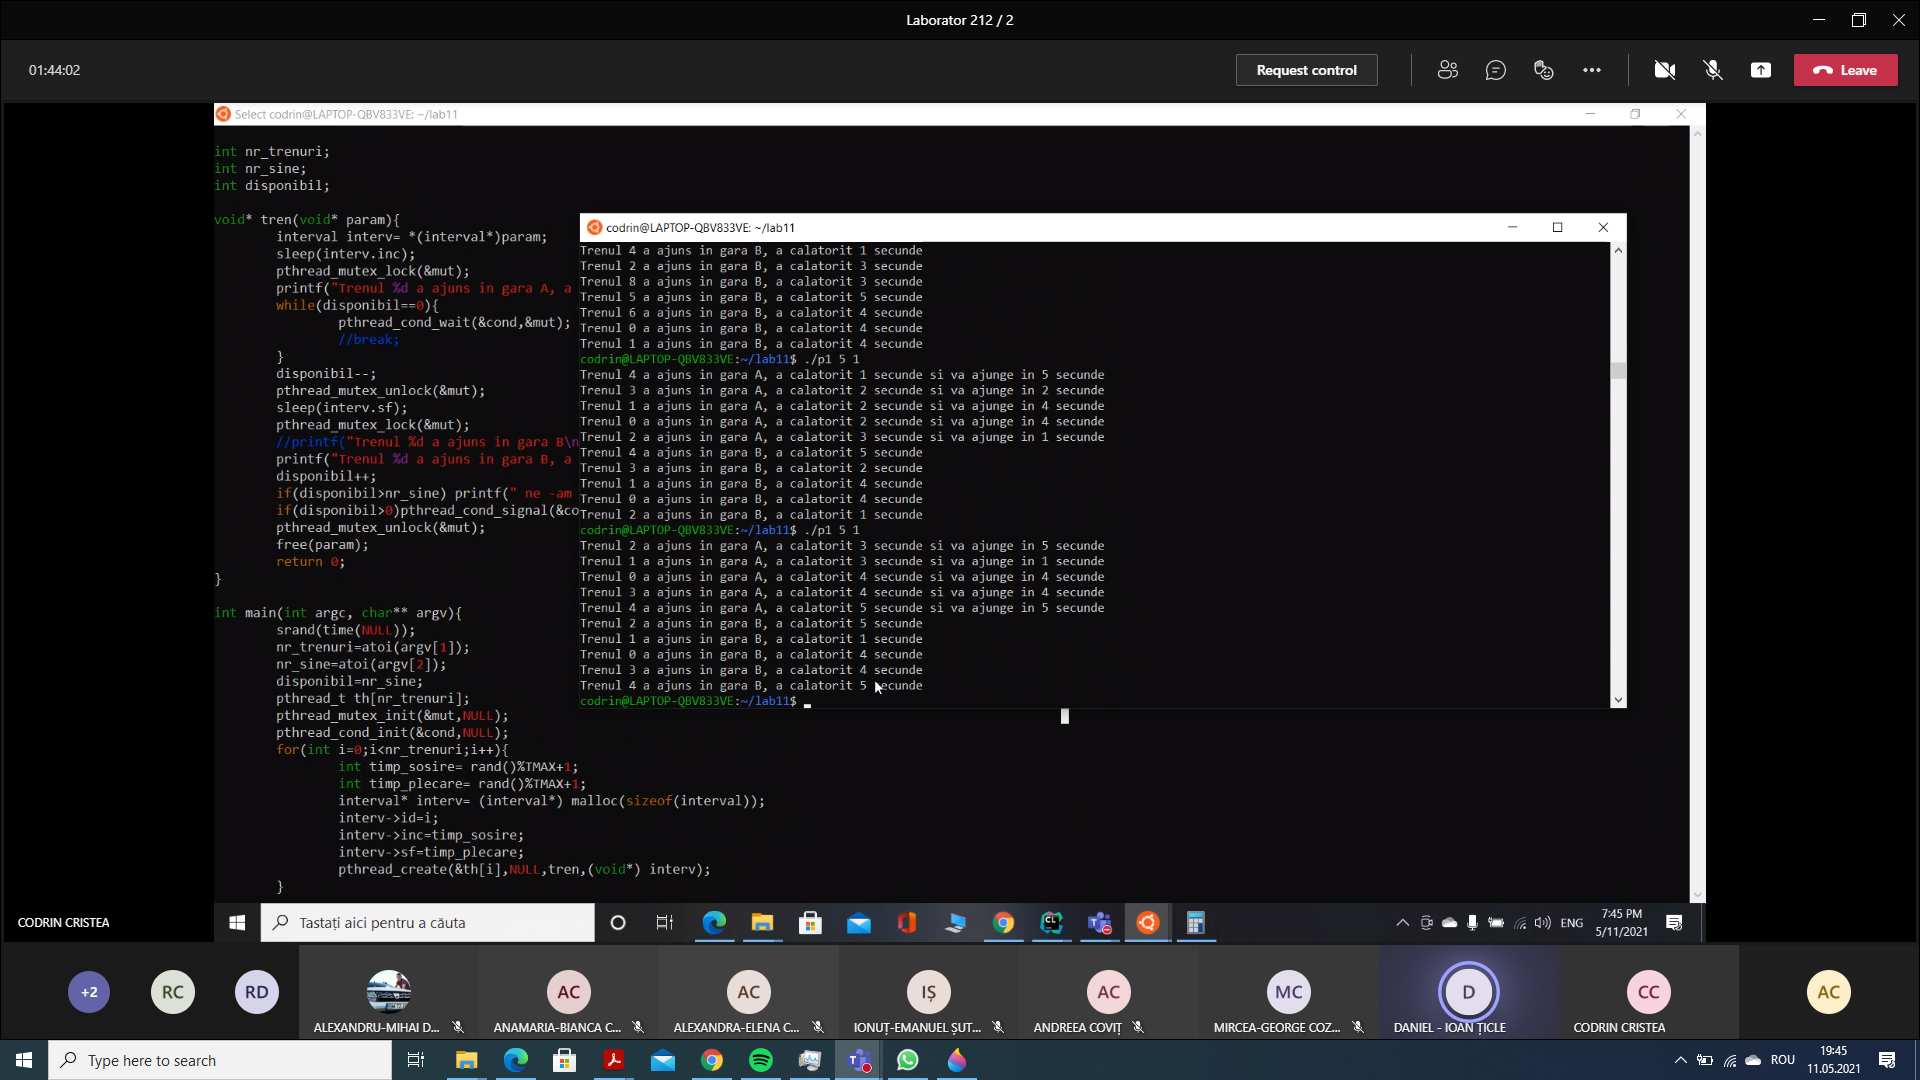 Laborator 212 / 2
01:44:02
Request control
Leave
Select codrin@LAPTOP-QBV833VE: ~/lab11
int nr_trenuri;
int nr_sine;
int disponibil;
void* tren(void* param){
interval interv= *(interval*)param;
sleep(interv.inc);
pthread_mutex_lock(&mut);
printf("Trenul %d a ajuns in gara A, a
while(disponibil==0){
pthread_cond_wait(&cond,&mut);
//break;
}
disponibil--;
pthread_mutex_unlock(&mut);
sleep(interv.sf);
pthread_mutex_lock(&mut);
//printf("Trenul %d a ajuns in gara B\n
printf("Trenul %d a ajuns in gara B, a
disponibil++;
if(disponibil>nr_sine) printf(" ne -am
if(disponibil>0)pthread_cond_signal(&co
pthread_mutex_unlock(&mut);
free(param);
return 0;
}
int main(int argc, char** argv){
srand(time(NULL));
nr_trenuri=atoi(argv[1]);
nr_sine=atoi(argv[2]);
disponibil=nr_sine;
pthread_t th[nr_trenuri];
pthread_mutex_init(&mut,NULL);
pthread_cond_init(&cond,NULL);
for(int i=0;i<nr_trenuri;i++){
int timp_sosire= rand()%TMAX+1;
int timp_plecare= rand()%TMAX+1;
interval* interv= (interval*) malloc(sizeof(interval));
interv->id=i;
interv->inc=timp_sosire;
interv->sf=timp_plecare;
pthread_create(&th[i],NULL,tren,(void*) interv);
}
codrin@LAPTOP-QBV833VE: ~/lab11
Trenul 4 a ajuns in gara B, a calatorit 1 secunde
Trenul 2 a ajuns in gara B, a calatorit 3 secunde
Trenul 8 a ajuns in gara B, a calatorit 3 secunde
Trenul 5 a ajuns in gara B, a calatorit 5 secunde
Trenul 6 a ajuns in gara B, a calatorit 4 secunde
Trenul 0 a ajuns in gara B, a calatorit 4 secunde
Trenul 1 a ajuns in gara B, a calatorit 4 secunde
codrin@LAPTOP-QBV833VE:~/lab11$ ./p1 5 1
Trenul 4 a ajuns in gara A, a calatorit 1 secunde si va ajunge in 5 secunde
Trenul 3 a ajuns in gara A, a calatorit 2 secunde si va ajunge in 2 secunde
Trenul 1 a ajuns in gara A, a calatorit 2 secunde si va ajunge in 4 secunde
Trenul 0 a ajuns in gara A, a calatorit 2 secunde si va ajunge in 4 secunde
Trenul 2 a ajuns in gara A, a calatorit 3 secunde si va ajunge in 1 secunde
Trenul 4 a ajuns in gara B, a calatorit 5 secunde
Trenul 3 a ajuns in gara B, a calatorit 2 secunde
Trenul 1 a ajuns in gara B, a calatorit 4 secunde
Trenul 0 a ajuns in gara B, a calatorit 4 secunde
Trenul 2 a ajuns in gara B, a calatorit 1 secunde
codrin@LAPTOP-QBV833VE:~/lab11$ ./p1 5 1
Trenul 2 a ajuns in gara A, a calatorit 3 secunde si va ajunge in 5 secunde
Trenul 1 a ajuns in gara A, a calatorit 3 secunde si va ajunge in 1 secunde
Trenul 0 a ajuns in gara A, a calatorit 4 secunde si va ajunge in 4 secunde
Trenul 3 a ajuns in gara A, a calatorit 4 secunde si va ajunge in 4 secunde
Trenul 4 a ajuns in gara A, a calatorit 5 secunde si va ajunge in 5 secunde
Trenul 2 a ajuns in gara B, a calatorit 5 secunde
Trenul 1 a ajuns in gara B, a calatorit 1 secunde
Trenul 0 a ajuns in gara B, a calatorit 4 secunde
Trenul 3 a ajuns in gara B, a calatorit 4 secunde
Trenul 4 a ajuns in gara B, a calatorit 5 secunde
codrin@LAPTOP-QBV833VE:~/lab11$
CODRIN CRISTEA
Tastați aici pentru a căuta
ENG
7:45 PM
5/11/2021
+2
RC
RD
AC
AC
IȘ
AC
MC
D
CC
AC
ALEXANDRU-MIHAI D...
ANAMARIA-BIANCA C...
ALEXANDRA-ELENA C...
IONUȚ-EMANUEL ȘUT...
ANDREEA COVIȚ
MIRCEA-GEORGE COZ...
DANIEL - IOAN ȚICLE
CODRIN CRISTEA
Type here to search
ROU
19:45
11.05.2021